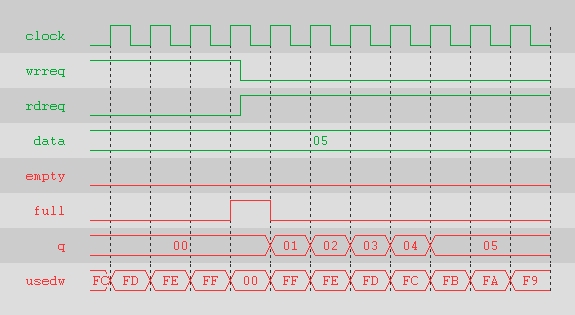 clock
wrreq
rdreq
data 05
empty
full
q 00 01 02 03 04 05
usedw FC FD FE FF 00 FF FE FD FC FB FA F9